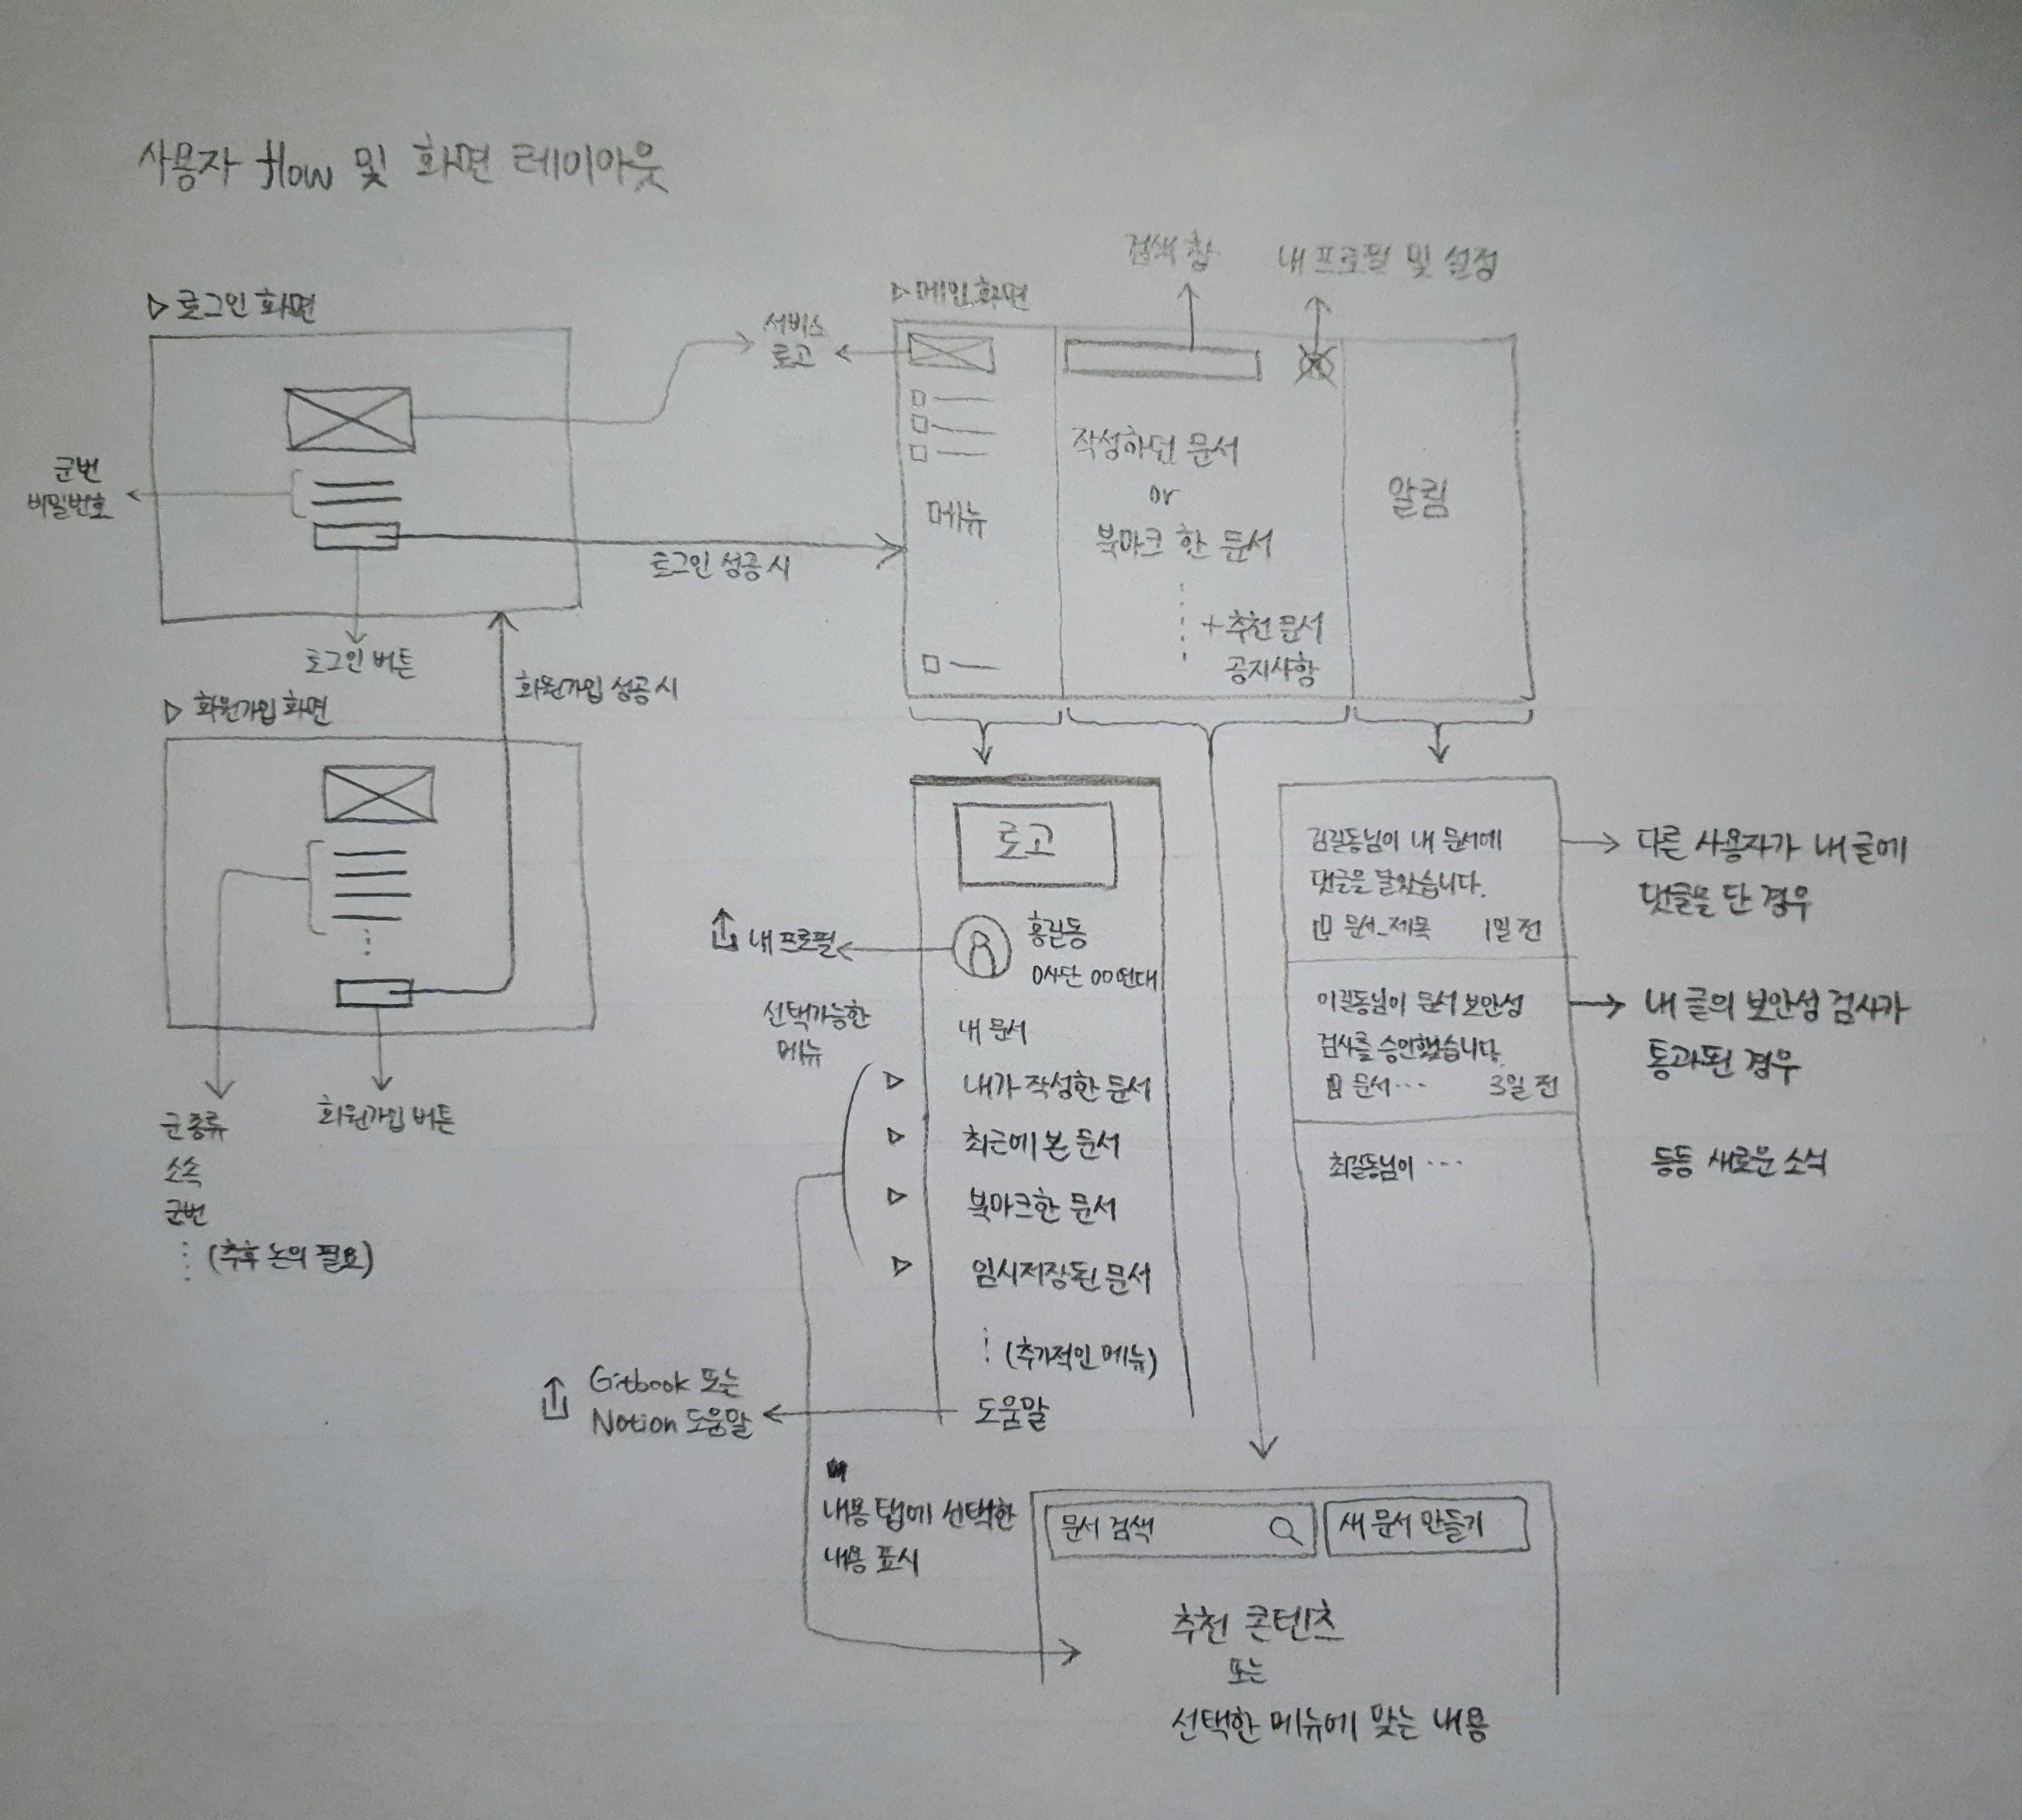 사용자 flow 및 화면 레이아웃
▷ 로그인 화면
군번
비밀번호
로그인 버튼
서비스
로고
로그인 성공 시
▷ 회원가입 화면
회원가입 성공 시
군 종류
소속
군번
⋮ (추후 논의 필요)
회원가입 버튼
▷ 메인 화면
검색 창
내 프로필 및 설정
메뉴
작성하던 문서
or
북마크 한 문서
+ 추천 문서
공지사항
알림
로고
내 프로필
홍길동
00연대
선택가능한
메뉴
내 문서
▷ 내가 작성한 문서
▷ 최근에 본 문서
▷ 북마크한 문서
▷ 임시저장된 문서
⋮ (추가적인 메뉴)
도움말
Gitbook 또는
Notion 도움말
내용 탭에 선택한
내용 표시
김길동님이 내 문서에
댓글을 달았습니다.
문서_제목 1일 전
다른 사용자가 내 글에
댓글을 단 경우
이길동님이 문서 보안성
검사를 승인했습니다.
문서··· 3일 전
내 글의 보안성 검사가
통과된 경우
최길동님이 ···
등등 새로운 소식
문서 검색
새 문서 만들기
추천 콘텐츠
또는
선택한 메뉴에 맞는 내용